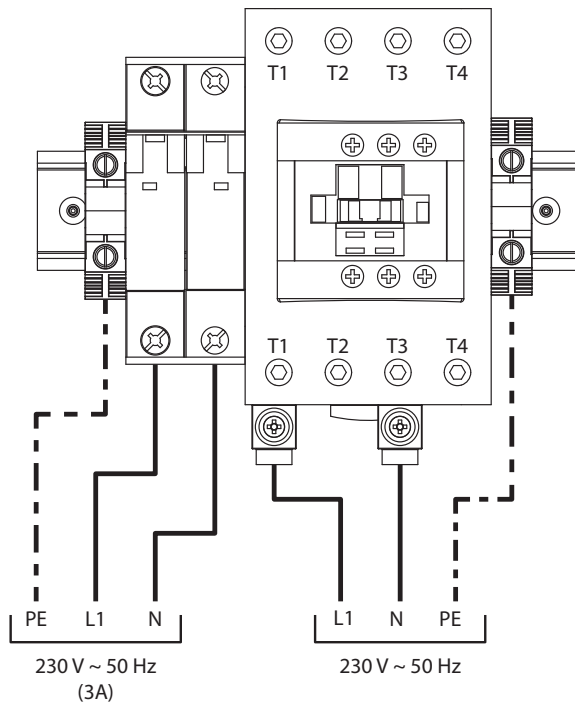 T1 T2 T3 T4
T1 T2 T3 T4
PE L1 N
L1 N PE
230 V ~ 50 Hz
(3A)
230 V ~ 50 Hz